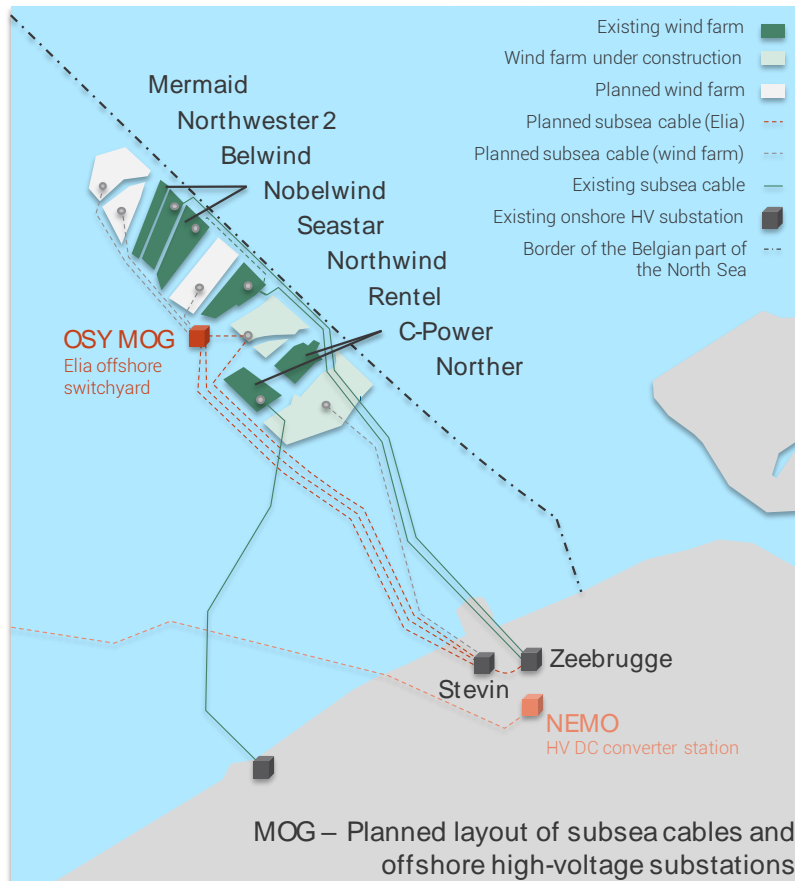 Existing wind farm
Wind farm under construction
Planned wind farm
Planned subsea cable (Elia)
Planned subsea cable (wind farm)
Existing subsea cable
Existing onshore HV substation
Border of the Belgian part of
the North Sea
Mermaid
Northwester 2
Belwind
Nobelwind
Seastar
Northwind
Rentel
C-Power
Norther
OSY MOG
Elia offshore
switchyard
Zeebrugge
Stevin
NEMO
HV DC converter station
MOG – Planned layout of subsea cables and
offshore high-voltage substations